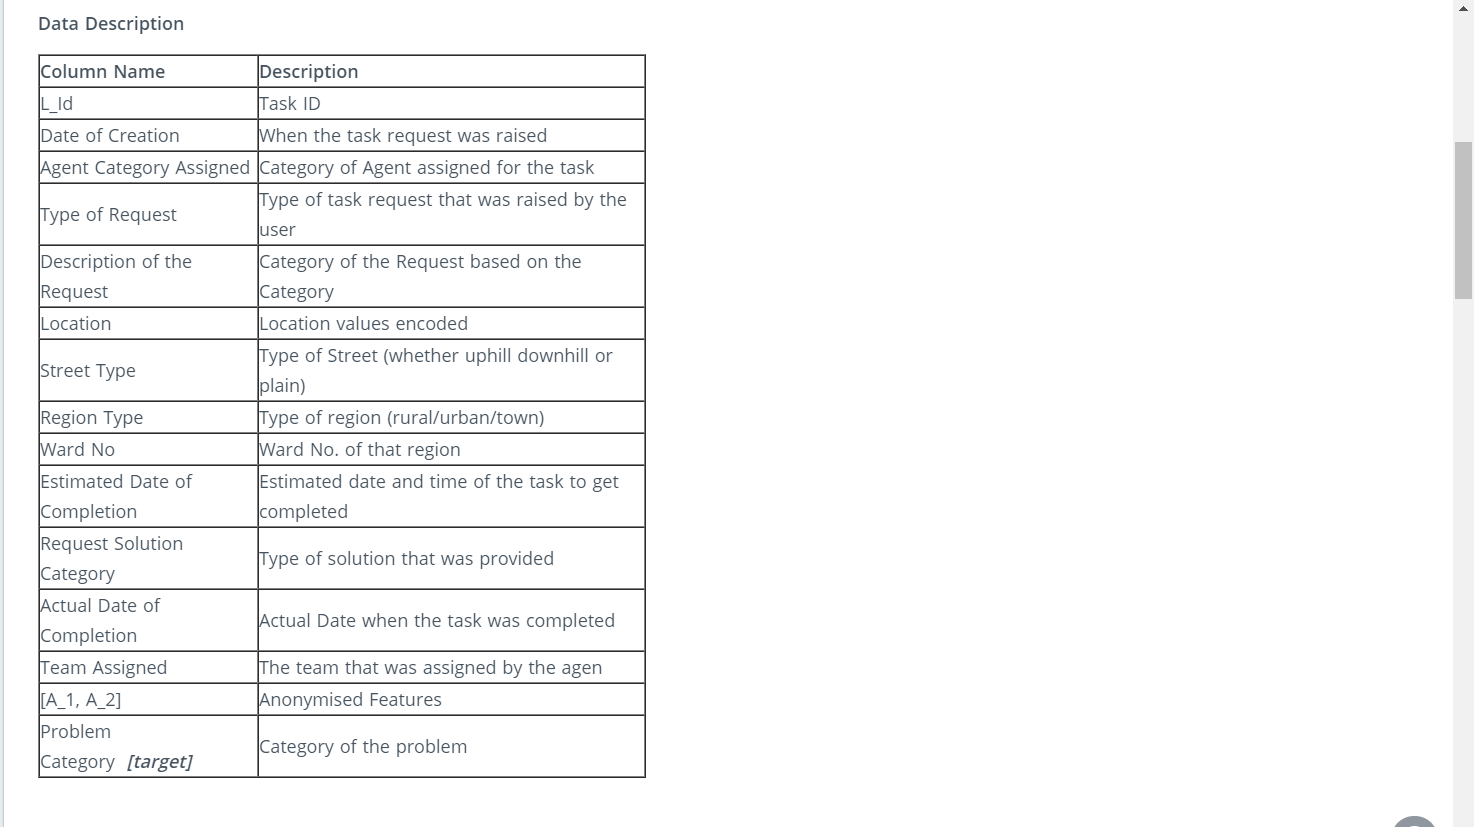 Data Description
Column Name Description
L_Id Task ID
Date of Creation When the task request was raised
Agent Category Assigned Category of Agent assigned for the task
Type of Request Type of task request that was raised by the
user
Description of the Category of the Request based on the
Request Category
Location Location values encoded
Street Type Type of Street (whether uphill downhill or
plain)
Region Type Type of region (rural/urban/town)
Ward No Ward No. of that region
Estimated Date of Estimated date and time of the task to get
Completion completed
Request Solution
Category Type of solution that was provided
Actual Date of
Completion Actual Date when the task was completed
Team Assigned The team that was assigned by the agen
[A_1, A_2] Anonymised Features
Problem
Category [target] Category of the problem